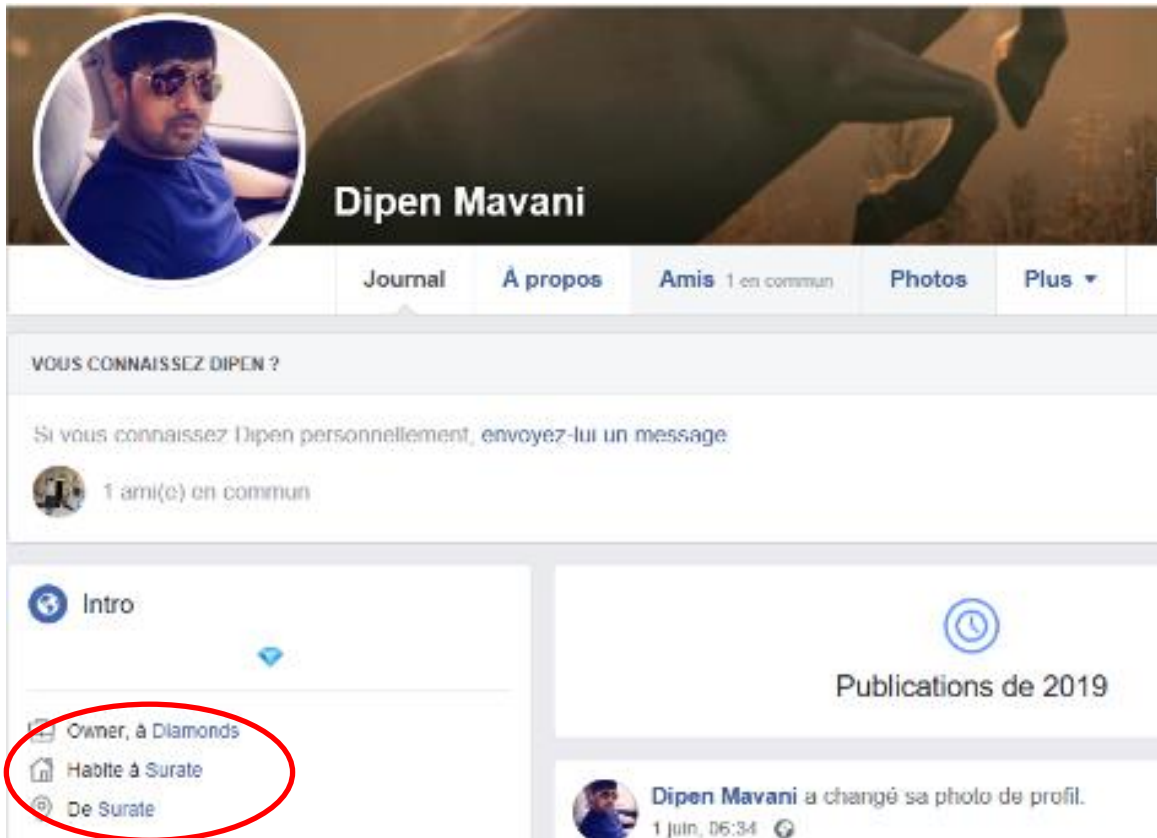 Dipen Mavani
Journal À propos Amis 1 en commun Photos Plus
VOUS CONNAISSEZ DIPEN ?
Si vous connaissez Dipen personnellement, envoyez-lui un message
1 ami(e) en commun
Intro
Owner, à Diamonds
Habite à Surate
De Surate
Publications de 2019
Dipen Mavani a changé sa photo de profil.
1 juin, 06:34